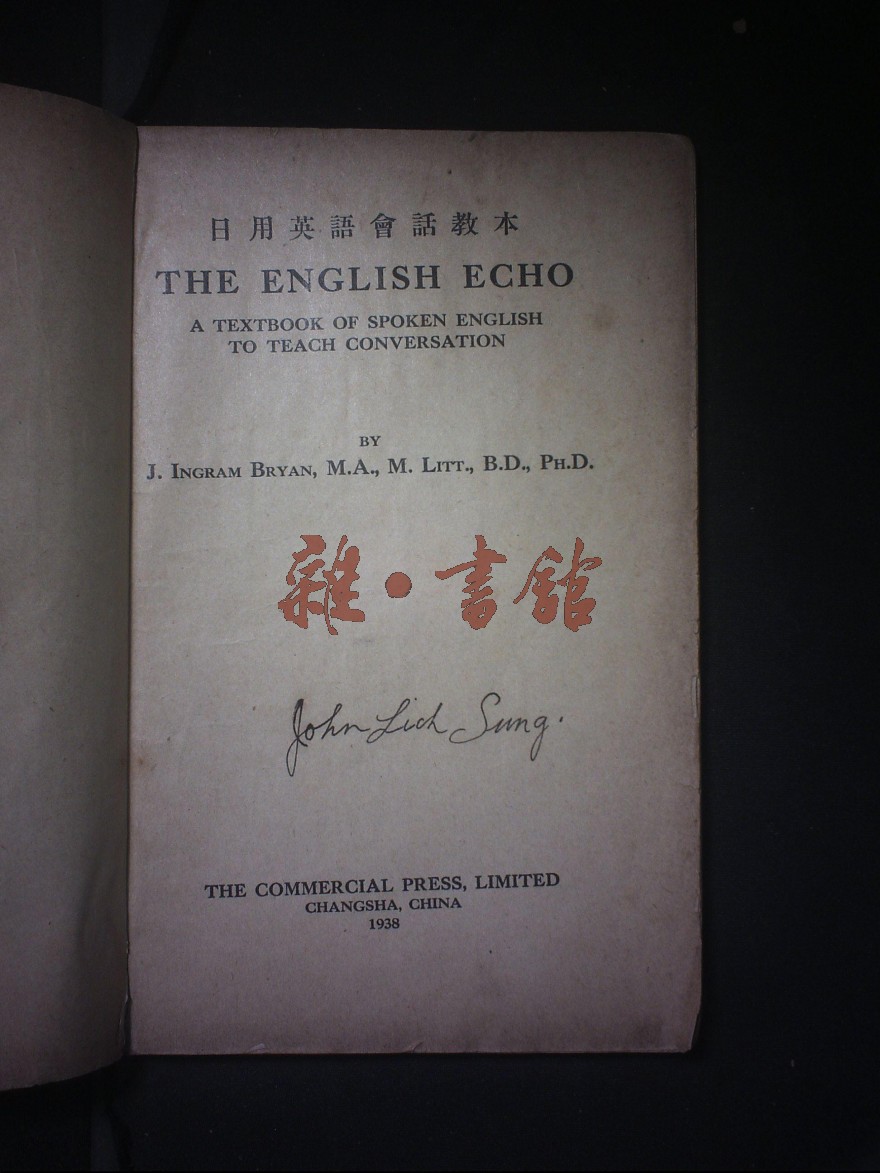 日用英語會話教本
THE ENGLISH ECHO
A TEXTBOOK OF SPOKEN ENGLISH
TO TEACH CONVERSATION
BY
J. INGRAM BRYAN, M.A., M. LITT., B.D., PH.D.
雜·書館
John Lich Sung.
THE COMMERCIAL PRESS, LIMITED
CHANGSHA, CHINA
1938